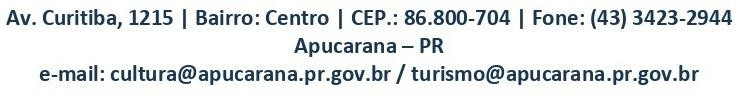 Av. Curitiba, 1215 | Bairro: Centro | CEP.: 86.800-704 | Fone: (43) 3423-2944
Apucarana – PR
e-mail: cultura@apucarana.pr.gov.br / turismo@apucarana.pr.gov.br